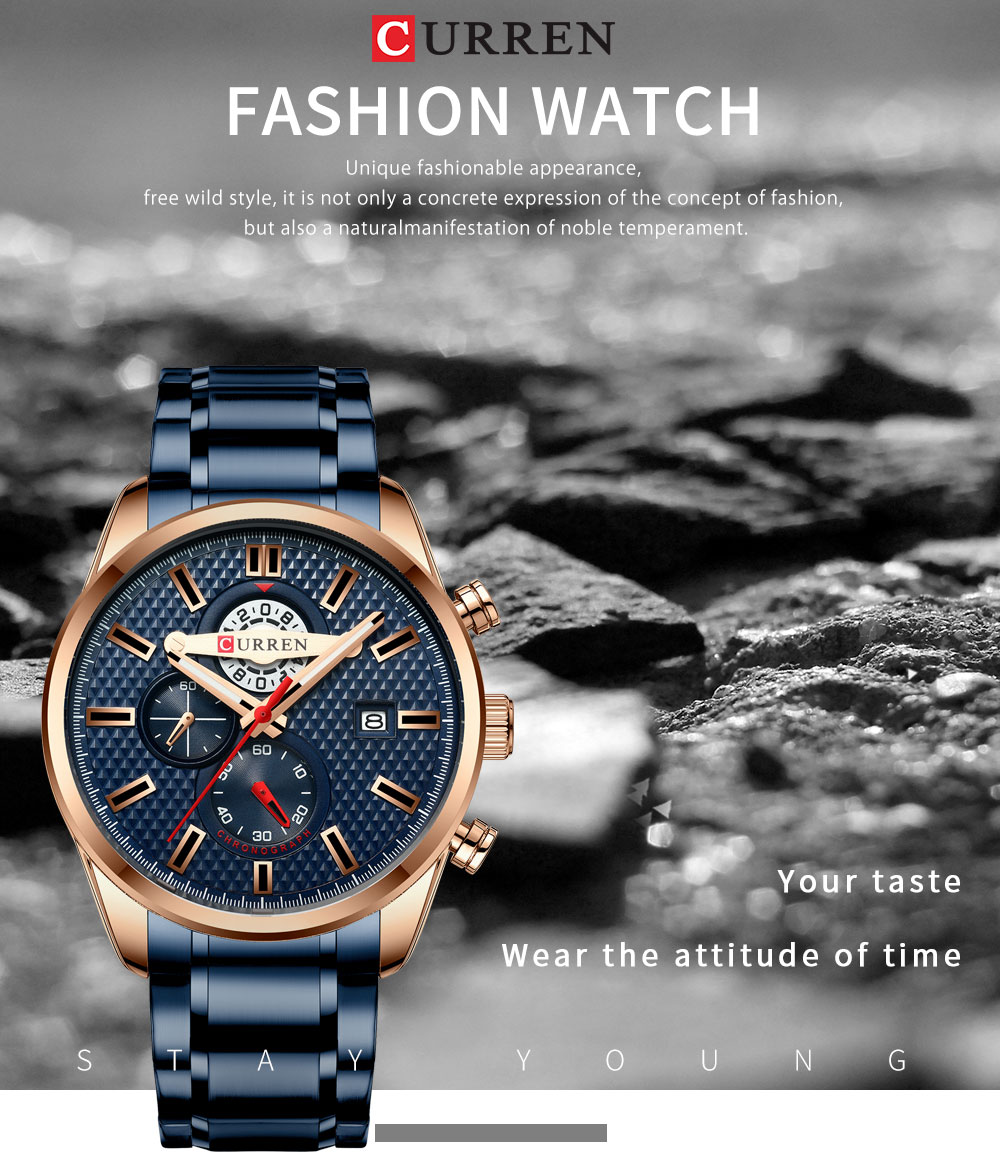 CURREN
FASHION WATCH
Unique fashionable appearance,
free wild style, it is not only a concrete expression of the concept of fashion,
but also a naturalmanifestation of noble temperament.
CURREN
60
8
60
50
10
40
20
30
CHRONOGRAPH
Your taste
Wear the attitude of time
STAY YOUNG